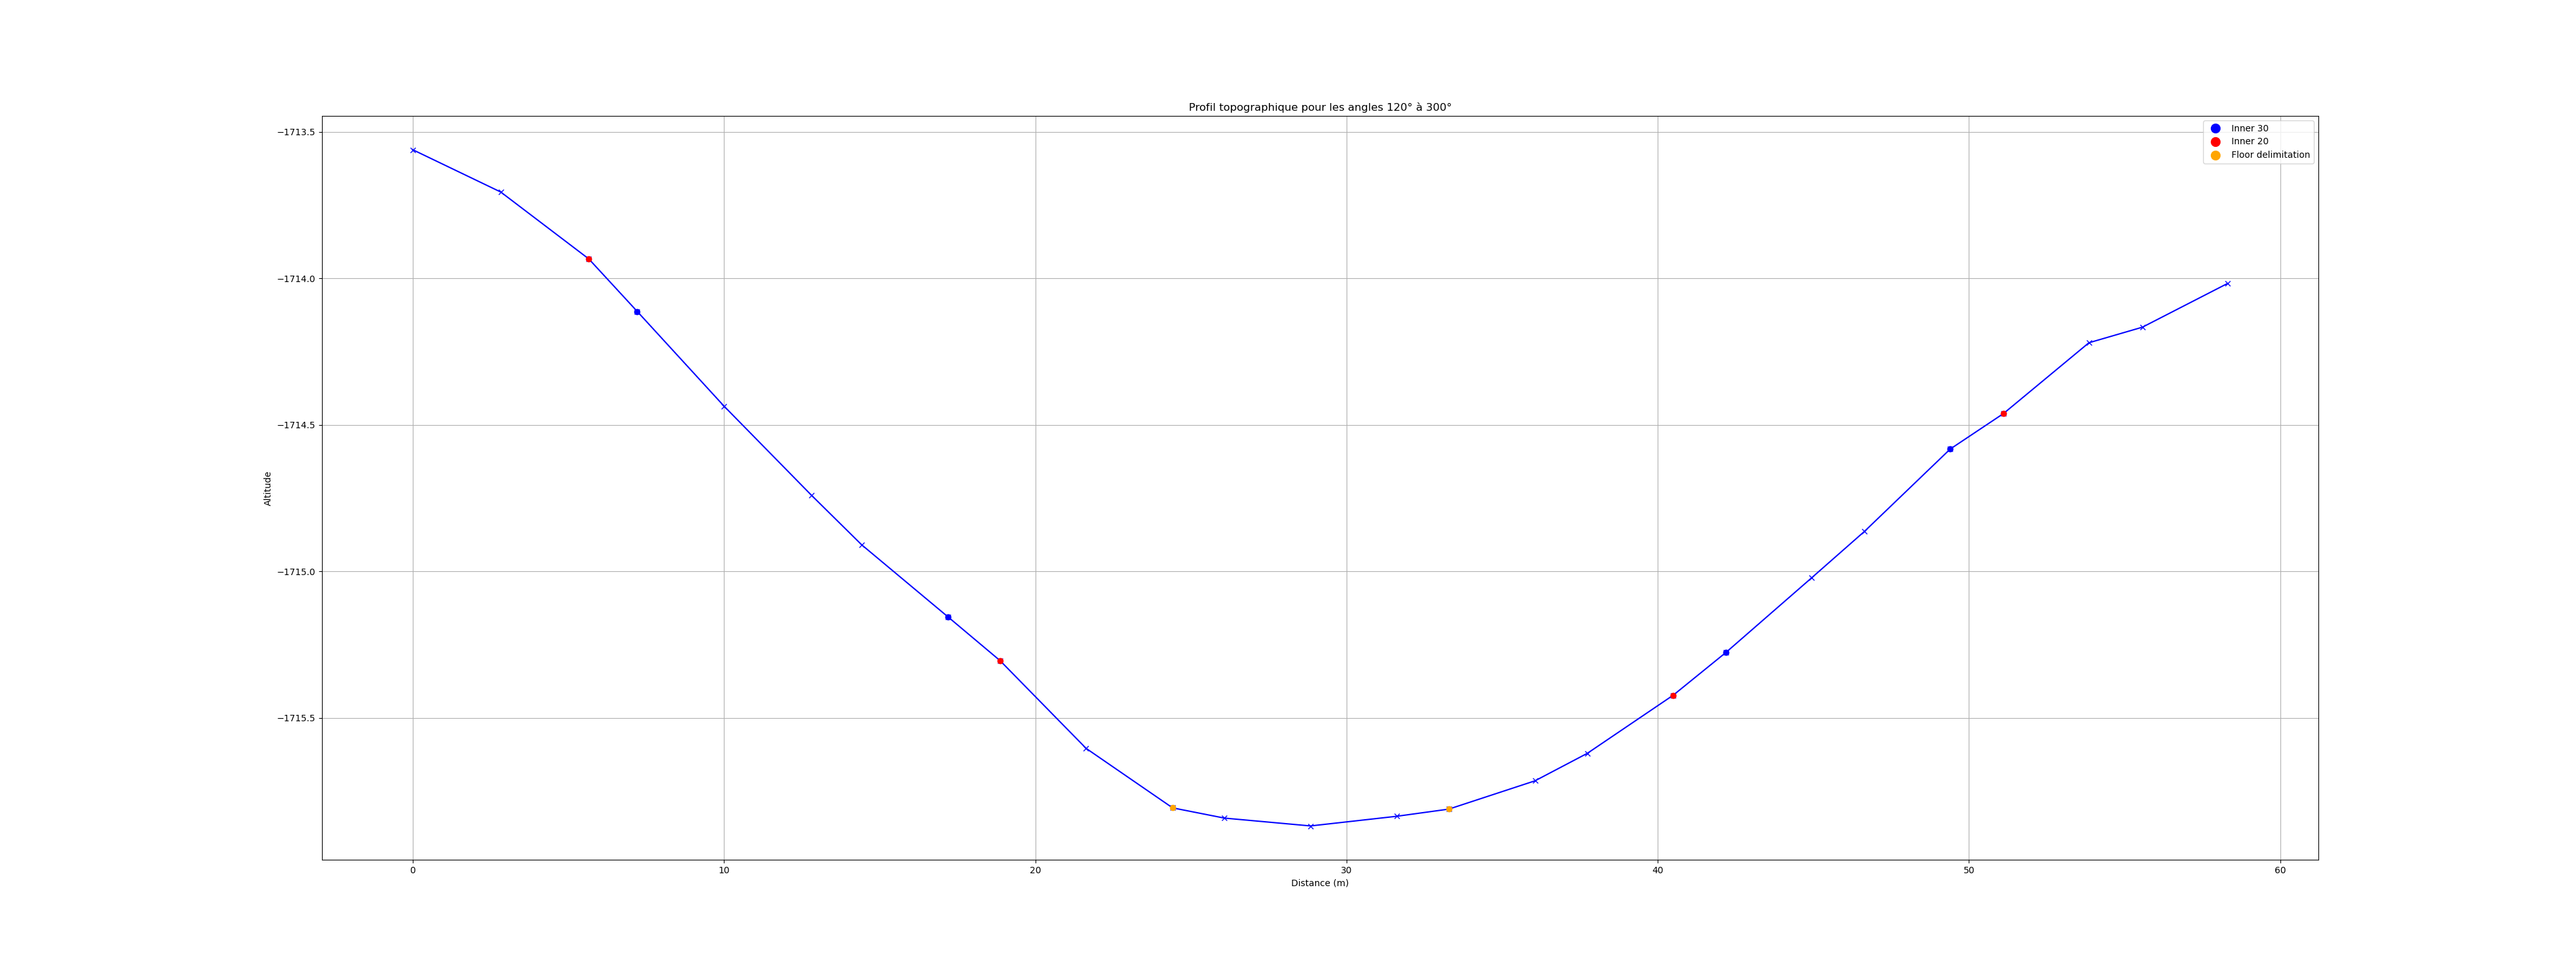 Profil topographique pour les angles 120° à 300°
Inner 30
Inner 20
Floor delimitation
−1713.5
−1714.0
−1714.5
−1715.0
−1715.5
Altitude
0 10 20 30 40 50 60
Distance (m)